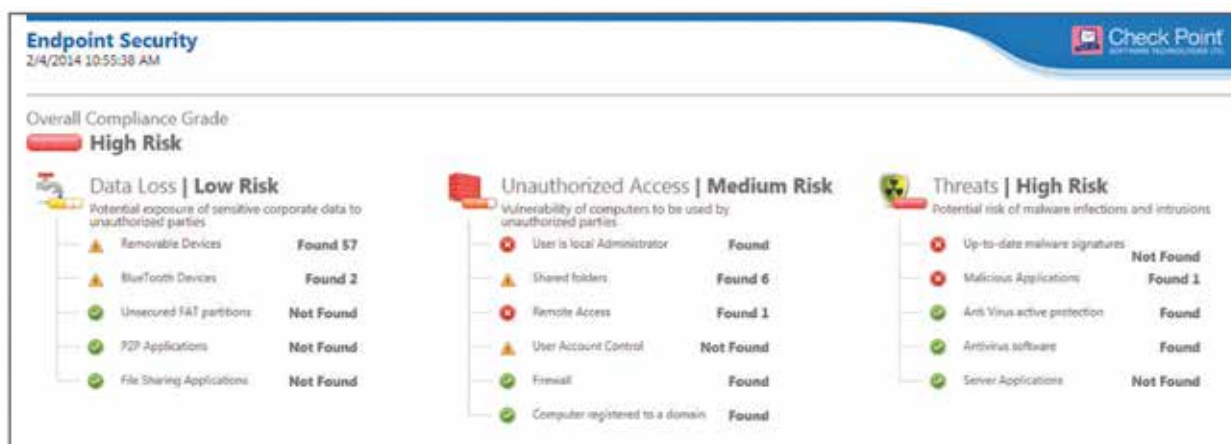 Endpoint Security
2/4/2014 10:55:38 AM
Check Point
SOFTWARE TECHNOLOGIES LTD.
Overall Compliance Grade
High Risk
Data Loss | Low Risk
Potential exposure of sensitive corporate data to
unauthorized parties
Removable Devices Found 57
BlueTooth Devices Found 2
Unsecured FAT partitions Not Found
P2P Applications Not Found
File Sharing Applications Not Found
Unauthorized Access | Medium Risk
Vulnerability of computers to be used by
unauthorized parties
User is local Administrator Found
Shared folders Found 6
Remote Access Found 1
User Account Control Not Found
Firewall Found
Computer registered to a domain Found
Threats | High Risk
Potential risk of malware infections and intrusions
Up-to-date malware signatures
Not Found
Malicious Applications Found 1
Anti Virus active protection Found
Antivirus software Found
Server Applications Not Found